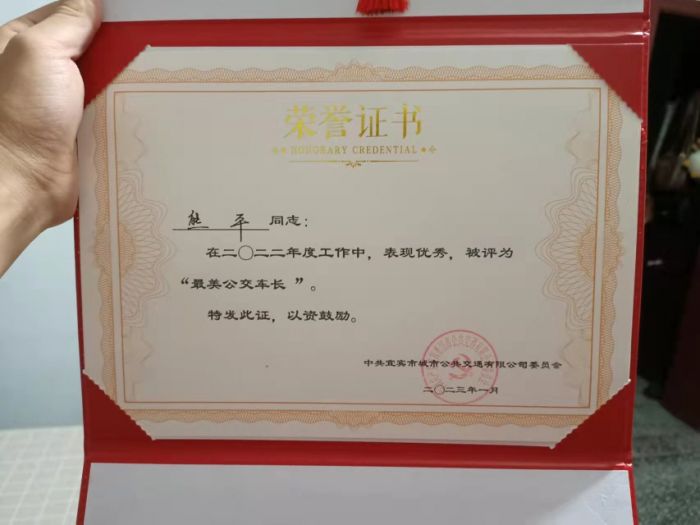 荣誉证书
HONORARY CREDENTIAL
熊平 同志：
在二〇二二年度工作中，表现优秀，被评为
“最美公交车长 ”。
特发此证，以资鼓励。
中共宜宾市城市公共交通有限公司委员会
二〇二三年一月